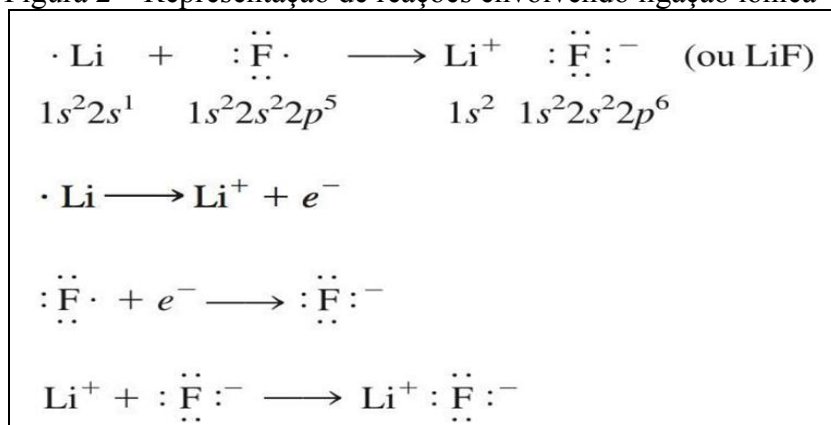 Figura 2 – Representação de reações envolvendo ligação iônica
· Li + :F̤̈· ⟶ Li⁺ :F̤̈:⁻ (ou LiF)
1s²2s¹ 1s²2s²2p⁵ 1s² 1s²2s²2p⁶
· Li ⟶ Li⁺ + e⁻
:F̤̈· + e⁻ ⟶ :F̤̈:⁻
Li⁺ + :F̤̈:⁻ ⟶ Li⁺ :F̤̈:⁻